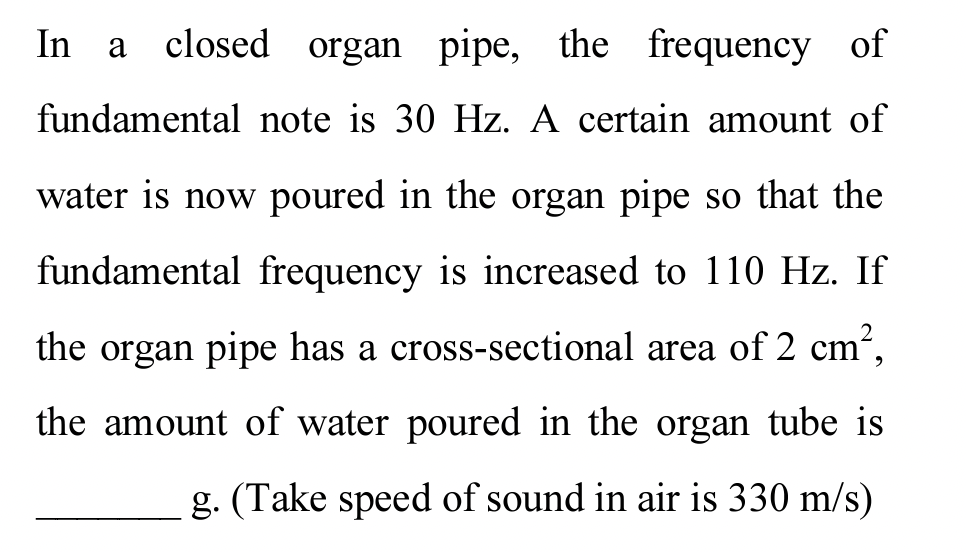 In a closed organ pipe, the frequency of
fundamental note is 30 Hz. A certain amount of
water is now poured in the organ pipe so that the
fundamental frequency is increased to 110 Hz. If
the organ pipe has a cross-sectional area of 2 cm²,
the amount of water poured in the organ tube is
_______ g. (Take speed of sound in air is 330 m/s)